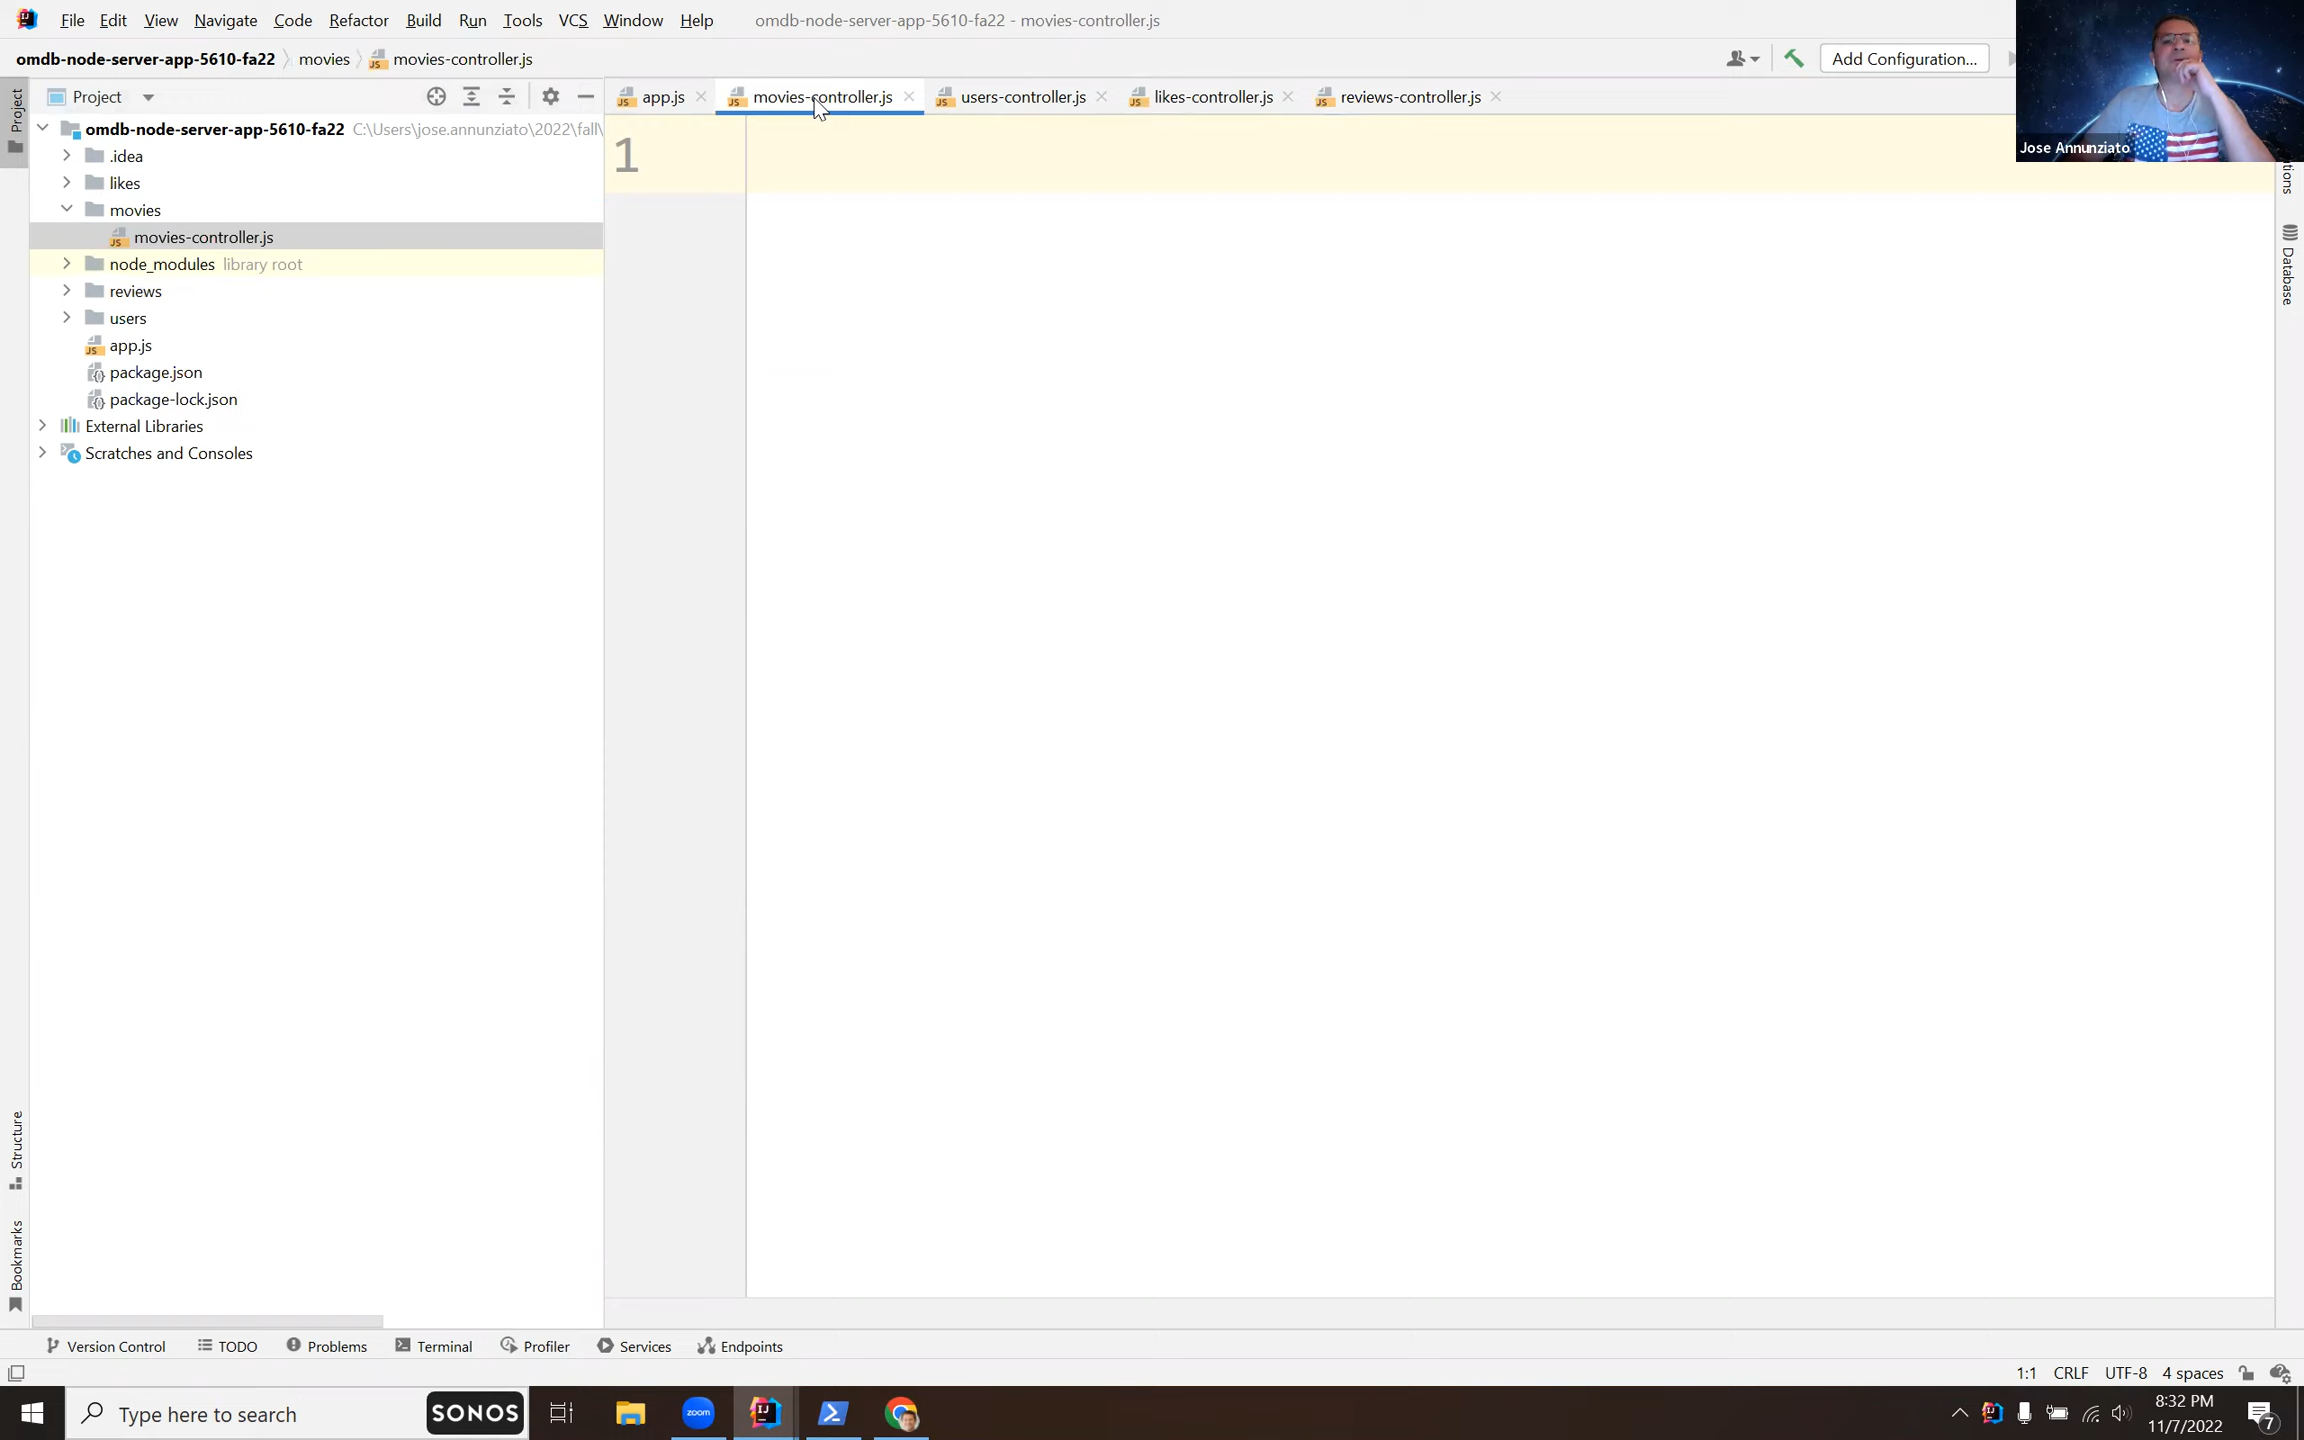 File Edit View Navigate Code Refactor Build Run Tools VCS Window Help omdb-node-server-app-5610-fa22 - movies-controller.js
omdb-node-server-app-5610-fa22 movies movies-controller.js Add Configuration...
Jose Annunziato
Project
Project
app.js movies-controller.js users-controller.js likes-controller.js reviews-controller.js
omdb-node-server-app-5610-fa22 C:\Users\jose.annunziato\2022\fall\
.idea
likes
movies
movies-controller.js
node_modules library root
reviews
users
app.js
package.json
package-lock.json
External Libraries
Scratches and Consoles
1
tions
Database
Structure
Bookmarks
Version Control TODO Problems Terminal Profiler Services Endpoints
1:1 CRLF UTF-8 4 spaces
Type here to search SONOS zoom
8:32 PM
11/7/2022
7